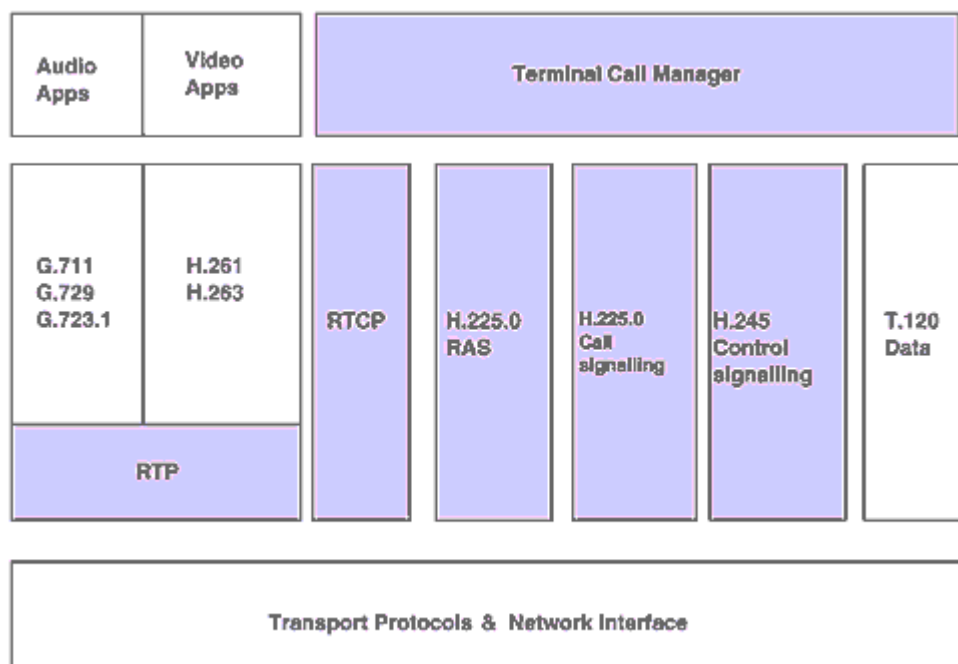 Audio
Apps
Video
Apps
Terminal Call Manager
G.711
G.729
G.723.1
H.261
H.263
RTP
RTCP
H.225.0
RAS
H.225.0
Call
signalling
H.245
Control
signalling
T.120
Data
Transport Protocols & Network Interface